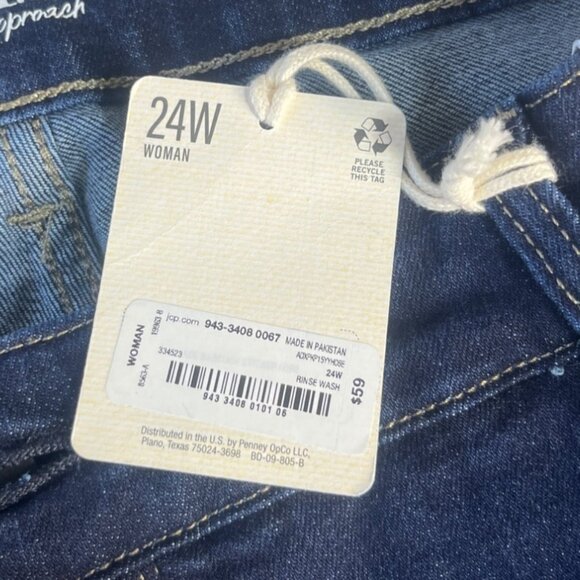 pproach
24W
WOMAN
PLEASE
RECYCLE
THIS TAG
jcp.com 943-3408 0067 MADE IN PAKISTAN
334523
24W
RINSE WASH
WOMAN
8563-A
$59
943 3408 0101 06
Distributed in the U.S. by Penney OpCo LLC,
Plano, Texas 75024-3698 BD-09-805-B